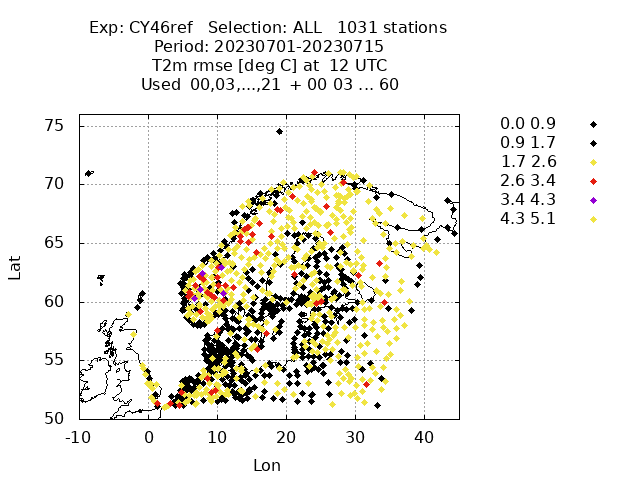 Exp: CY46ref   Selection: ALL   1031 stations
Period: 20230701-20230715
T2m rmse [deg C] at  12 UTC
Used  00,03,...,21  + 00 03 ... 60
75
70
65
60
55
50
-10 0 10 20 30 40
Lat
Lon
0.0 0.9
0.9 1.7
1.7 2.6
2.6 3.4
3.4 4.3
4.3 5.1